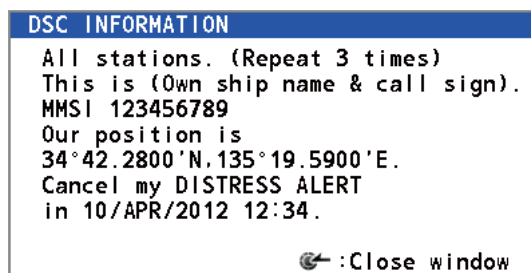 DSC INFORMATION
All stations. (Repeat 3 times)
This is (Own ship name & call sign).
MMSI 123456789
Our position is
34°42.2800'N,135°19.5900'E.
Cancel my DISTRESS ALERT
in 10/APR/2012 12:34.
:Close window